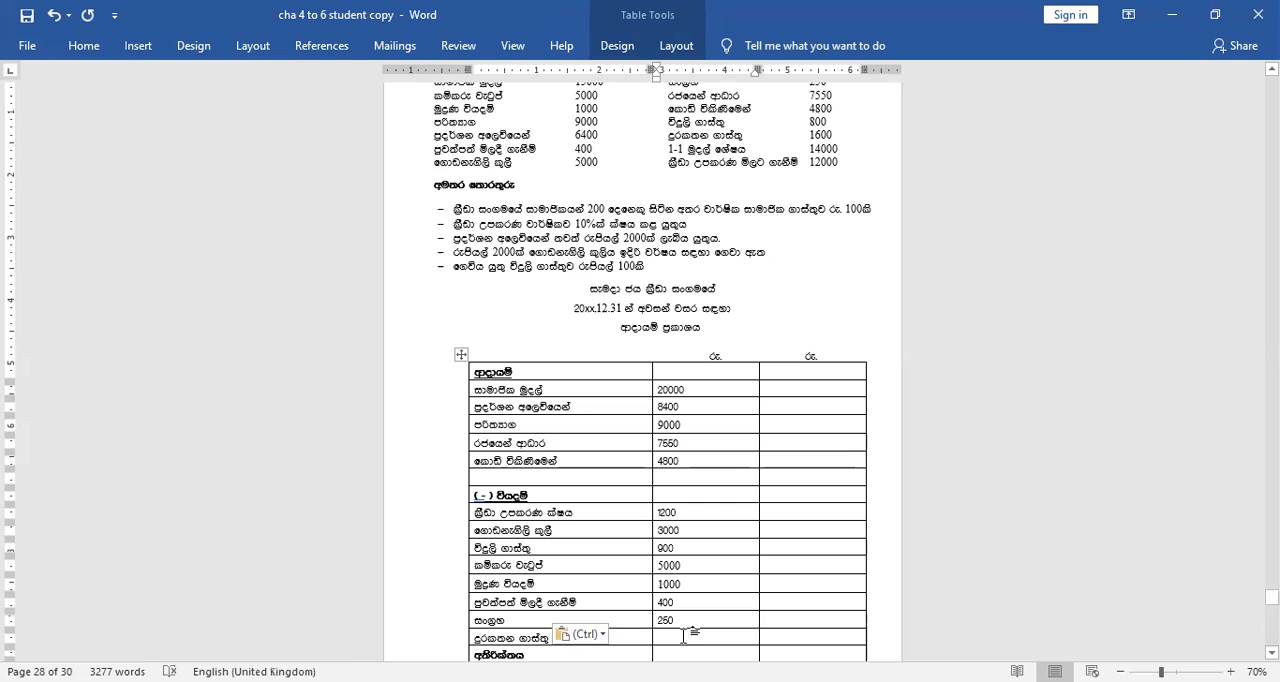 cha 4 to 6 student copy - Word
Table Tools
Sign in
File Home Insert Design Layout References Mailings Review View Help Design Layout Tell me what you want to do Share
කම්කරු වැටුප් 5000 රජයෙන් ආධාර 7550
මුද්‍රණ වියදම් 1000 කොඩි විකිණීමෙන් 4800
පරිත්‍යාග 9000 විදුලි ගාස්තු 800
ප්‍රදර්ශන අලෙවියෙන් 6400 දුරකතන ගාස්තු 1600
පුවත්පත් මිලදී ගැනීම් 400 1-1 මුදල් ශේෂය 14000
ගොඩනැගිලි කුලී 5000 ක්‍රීඩා උපකරණ මිලට ගැනීම් 12000
අමතර තොරතුරු
– ක්‍රීඩා සංගමයේ සාමාජිකයන් 200 දෙනෙකු සිටින අතර වාර්ෂික සාමාජික ගාස්තුව රු. 100කි
– ක්‍රීඩා උපකරණ වාර්ෂිකව 10%ක් ක්ෂය කළ යුතුය
– ප්‍රදර්ශන අලෙවියෙන් තවත් රුපියල් 2000ක් ලැබිය යුතුය.
– රුපියල් 2000ක් ගොඩනැගිලි කුලිය ඉදිරි වර්ෂය සඳහා ගෙවා ඇත
– ගෙවිය යුතු විදුලි ගාස්තුව රුපියල් 100කි
සැමදා ජය ක්‍රීඩා සංගමයේ
20xx.12.31 න් අවසන් වසර සඳහා
ආදායම් ප්‍රකාශය
රු. රු.
ආදායම්
සාමාජික මුදල් 20000
ප්‍රදර්ශන අලෙවියෙන් 8400
පරිත්‍යාග 9000
රජයෙන් ආධාර 7550
කොඩි විකිණීමෙන් 4800
( - ) වියදම්
ක්‍රීඩා උපකරණ ක්ෂය 1200
ගොඩනැගිලි කුලී 3000
විදුලි ගාස්තු 900
කම්කරු වැටුප් 5000
මුද්‍රණ වියදම් 1000
පුවත්පත් මිලදී ගැනීම් 400
සංග්‍රහ 250
දුරකතන ගාස්තු (Ctrl)
අතිරික්තය
Page 28 of 30 3277 words English (United Kingdom) 70%